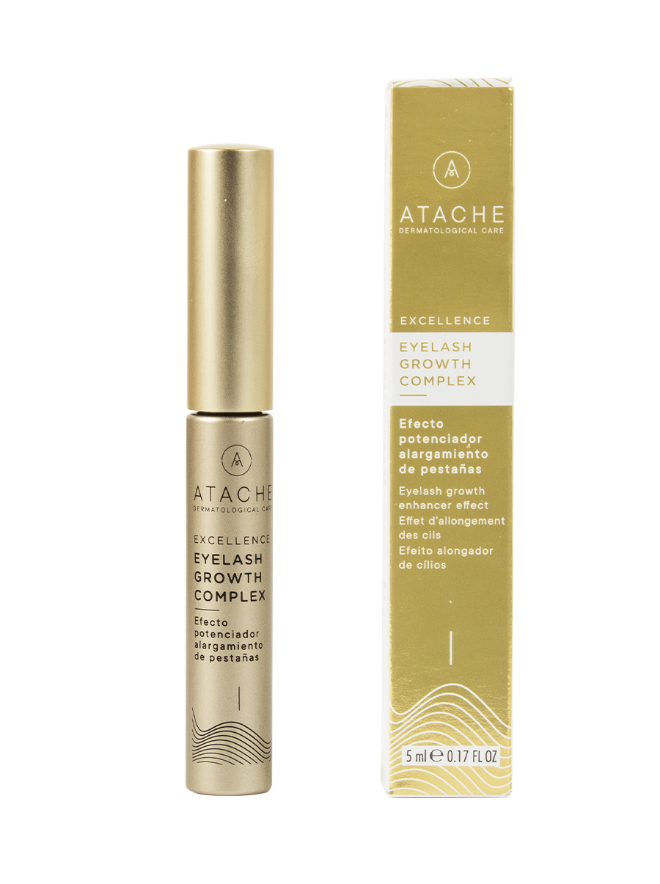 ATACHE
DERMATOLOGICAL CARE
EXCELLENCE
EYELASH
GROWTH
COMPLEX
Efecto
potenciador
alargamiento
de pestañas
ATACHE
DERMATOLOGICAL CARE
EXCELLENCE
EYELASH
GROWTH
COMPLEX
Efecto
potenciador
alargamiento
de pestañas
Eyelash growth
enhancer effect
Effet d'allongement
des cils
Efeito alongador
de cílios
5 ml ℮ 0.17 FL OZ